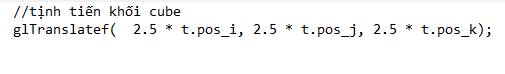 //tịnh tiến khối cube
glTranslatef(  2.5 * t.pos_i, 2.5 * t.pos_j, 2.5 * t.pos_k);